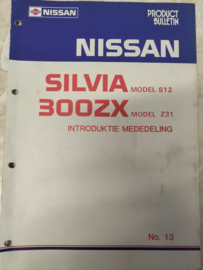 NISSAN
PRODUCT
BULLETIN
NISSAN
SILVIA MODEL S12
300ZX MODEL Z31
INTRODUKTIE MEDEDELING
No. 13